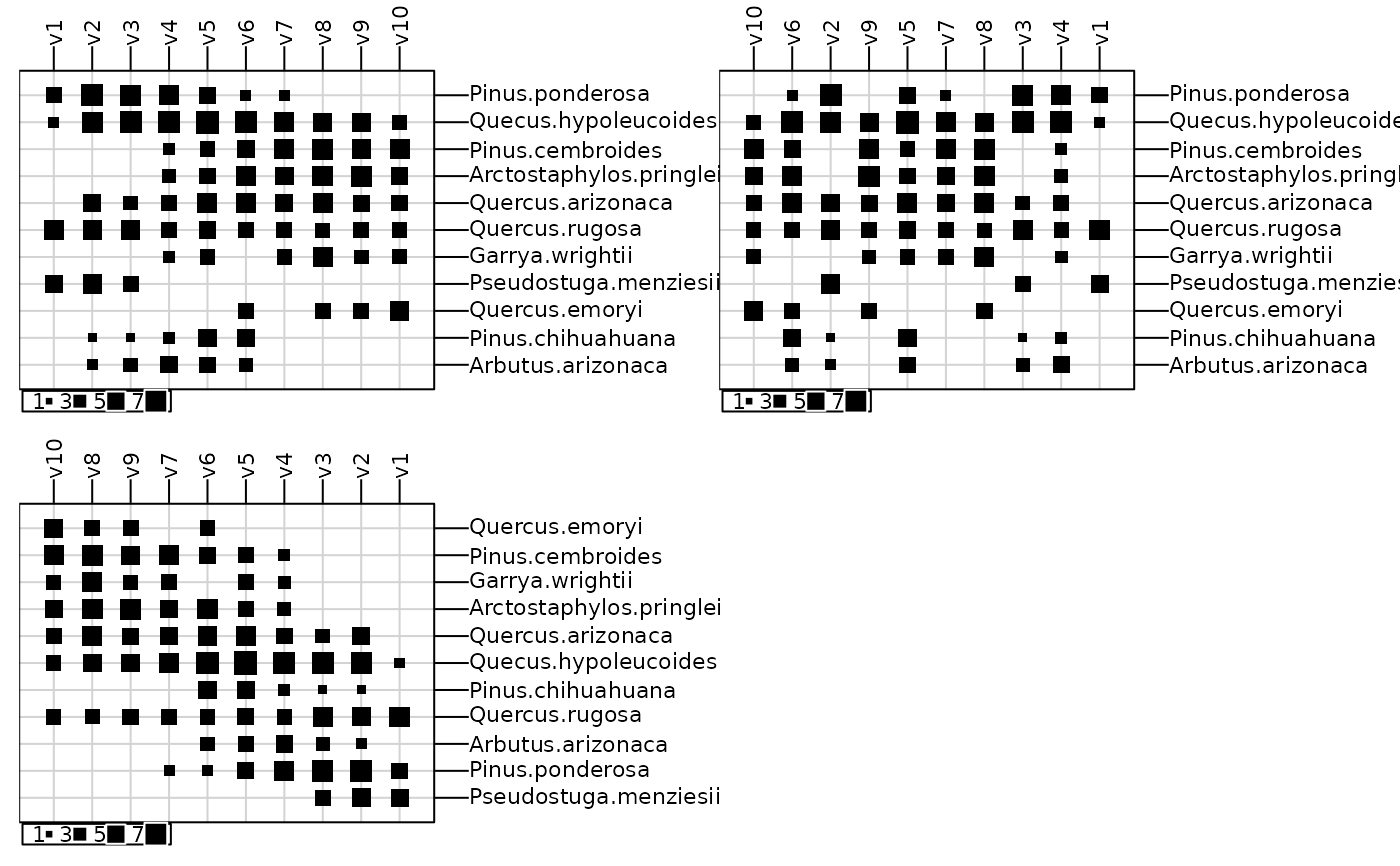 v1 v2 v3 v4 v5 v6 v7 v8 v9 v10
Pinus.ponderosa
Quecus.hypoleucoides
Pinus.cembroides
Arctostaphylos.pringlei
Quercus.arizonaca
Quercus.rugosa
Garrya.wrightii
Pseudostuga.menziesii
Quercus.emoryi
Pinus.chihuahuana
Arbutus.arizonaca
1 3 5 7
v10 v6 v2 v9 v5 v7 v8 v3 v4 v1
Pinus.ponderosa
Quecus.hypoleucoide
Pinus.cembroides
Arctostaphylos.pringl
Quercus.arizonaca
Quercus.rugosa
Garrya.wrightii
Pseudostuga.menzies
Quercus.emoryi
Pinus.chihuahuana
Arbutus.arizonaca
1 3 5 7
v10 v8 v9 v7 v6 v5 v4 v3 v2 v1
Quercus.emoryi
Pinus.cembroides
Garrya.wrightii
Arctostaphylos.pringlei
Quercus.arizonaca
Quecus.hypoleucoides
Pinus.chihuahuana
Quercus.rugosa
Arbutus.arizonaca
Pinus.ponderosa
Pseudostuga.menziesii
1 3 5 7